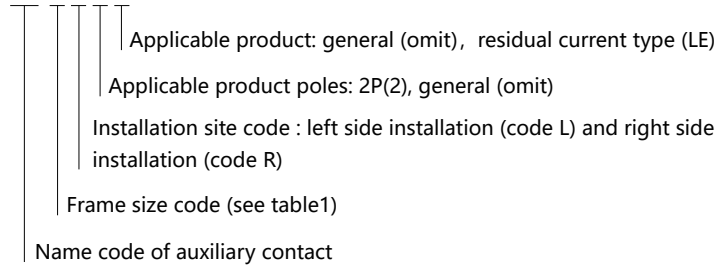 Applicable product: general (omit)，residual current type (LE)
Applicable product poles: 2P(2), general (omit)
Installation site code : left side installation (code L) and right side
installation (code R)
Frame size code (see table1)
Name code of auxiliary contact